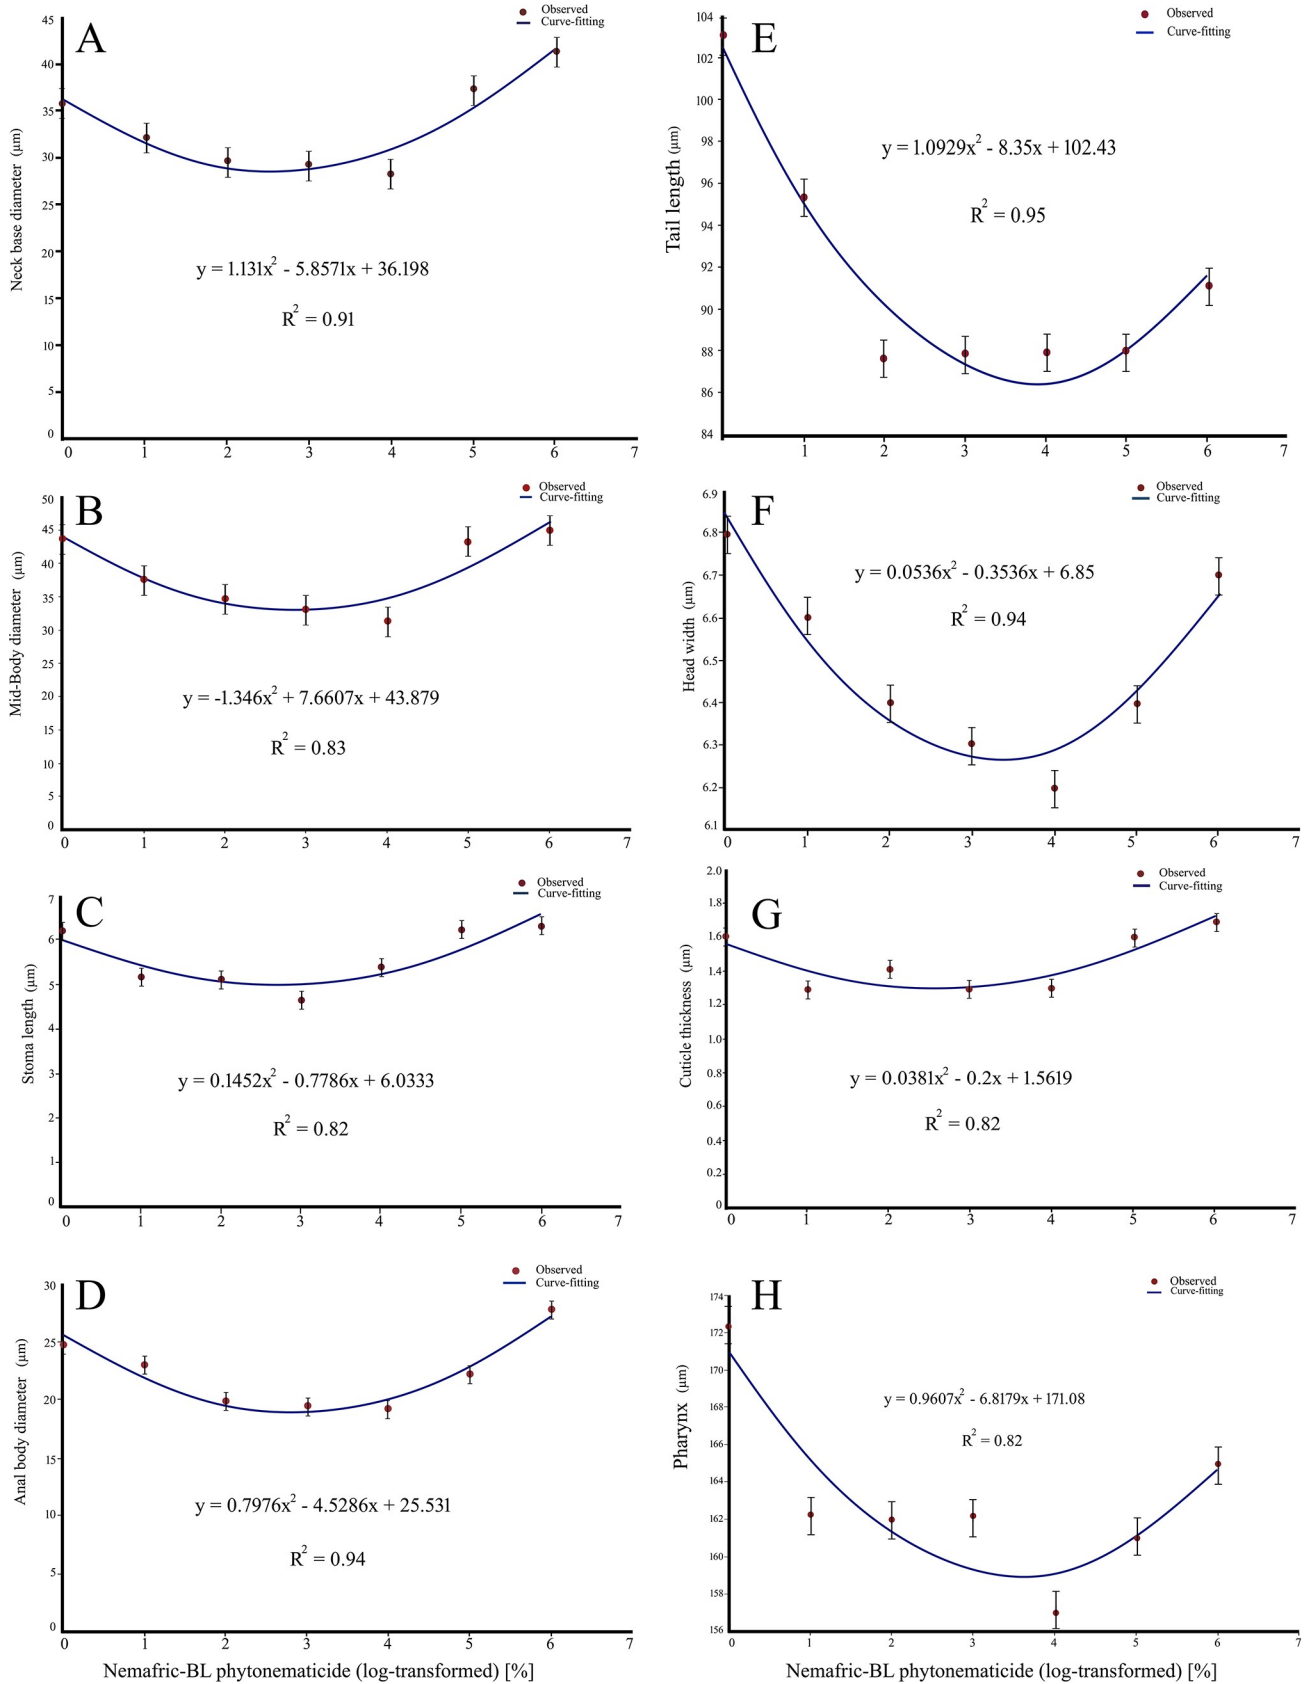 A
Observed
Curve-fitting
45
40
35
30
25
20
15
10
5
0
Neck base diameter (µm)
y = 1.131x² - 5.8571x + 36.198
R² = 0.91
0 1 2 3 4 5 6 7
E
Observed
Curve-fitting
104
102
100
98
96
94
92
90
88
86
84
Tail length (µm)
y = 1.0929x² - 8.35x + 102.43
R² = 0.95
1 2 3 4 5 6 7
B
Observed
Curve-fitting
50
45
40
35
30
25
20
15
10
5
0
Mid-Body diameter (µm)
y = -1.346x² + 7.6607x + 43.879
R² = 0.83
0 1 2 3 4 5 6 7
F
Observed
Curve-fitting
6.9
6.8
6.7
6.6
6.5
6.4
6.3
6.2
6.1
Head width (µm)
y = 0.0536x² - 0.3536x + 6.85
R² = 0.94
0 1 2 3 4 5 6 7
C
Observed
Curve-fitting
7
6
5
4
3
2
1
0
Stoma length (µm)
y = 0.1452x² - 0.7786x + 6.0333
R² = 0.82
0 1 2 3 4 5 6 7
G
Observed
Curve-fitting
2.0
1.8
1.6
1.4
1.2
1.0
0.8
0.6
0.4
0.2
0
Cuticle thickness (µm)
y = 0.0381x² - 0.2x + 1.5619
R² = 0.82
0 1 2 3 4 5 6 7
D
Observed
Curve-fitting
30
25
20
15
10
5
0
Anal body diameter (µm)
y = 0.7976x² - 4.5286x + 25.531
R² = 0.94
0 1 2 3 4 5 6 7
Nemafric-BL phytonematicide (log-transformed) [%]
H
Observed
Curve-fitting
174
172
170
168
166
164
162
160
158
156
Pharynx (µm)
y = 0.9607x² - 6.8179x + 171.08
R² = 0.82
0 1 2 3 4 5 6 7
Nemafric-BL phytonematicide (log-transformed) [%]